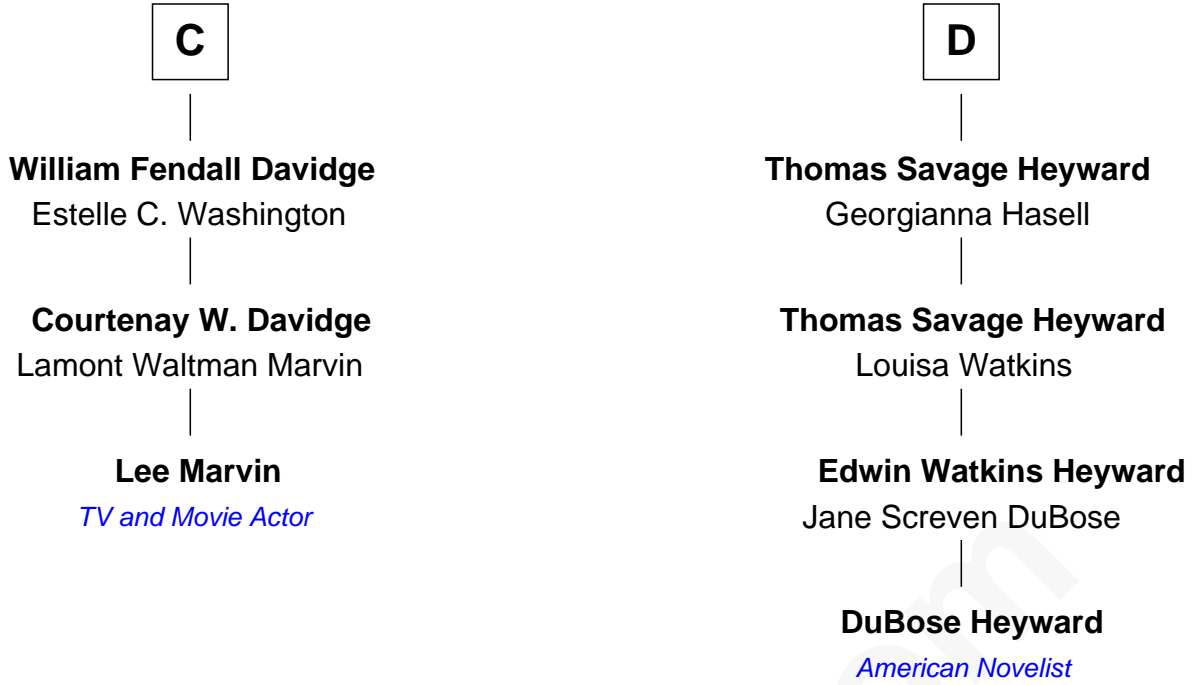 C
William Fendall Davidge
Estelle C. Washington
Courtenay W. Davidge
Lamont Waltman Marvin
Lee Marvin
TV and Movie Actor
D
Thomas Savage Heyward
Georgianna Hasell
Thomas Savage Heyward
Louisa Watkins
Edwin Watkins Heyward
Jane Screven DuBose
DuBose Heyward
American Novelist